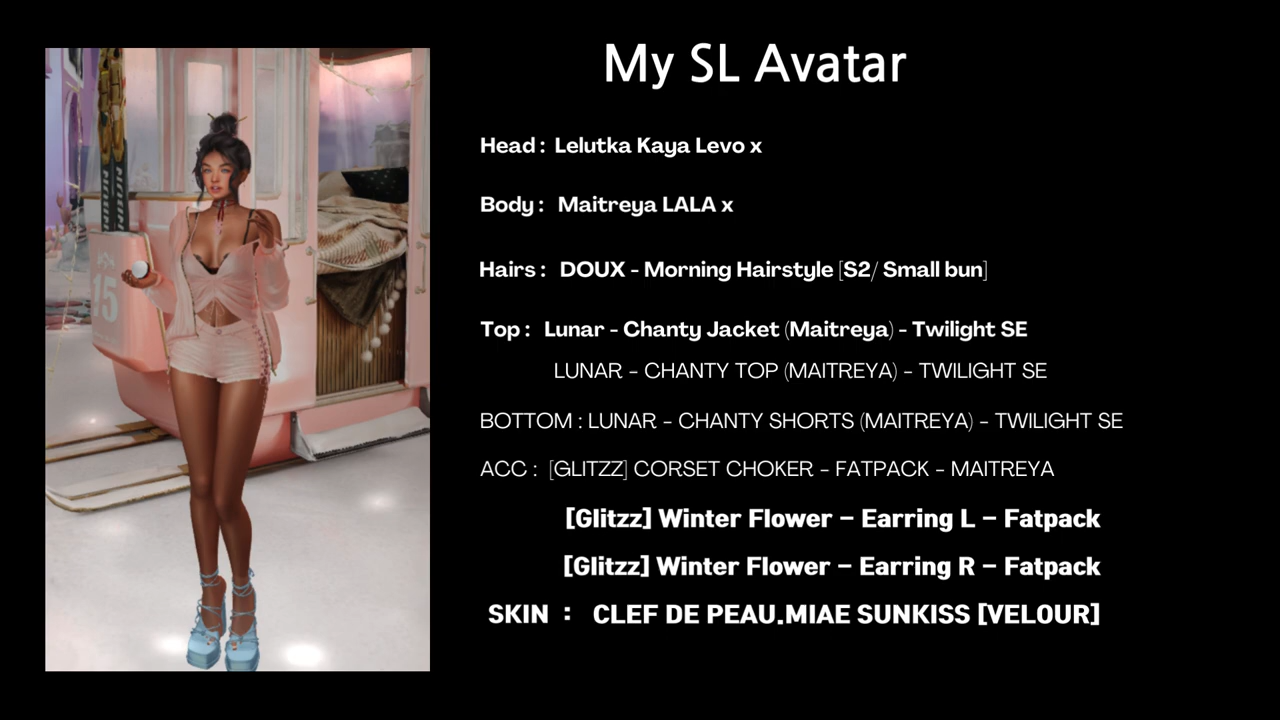 My SL Avatar
Head : Lelutka Kaya Levo x
Body : Maitreya LALA x
Hairs : DOUX - Morning Hairstyle [S2/ Small bun]
Top : Lunar - Chanty Jacket (Maitreya) - Twilight SE
LUNAR - CHANTY TOP (MAITREYA) - TWILIGHT SE
BOTTOM : LUNAR - CHANTY SHORTS (MAITREYA) - TWILIGHT SE
ACC : [GLITZZ] CORSET CHOKER - FATPACK - MAITREYA
[Glitzz] Winter Flower – Earring L – Fatpack
[Glitzz] Winter Flower – Earring R – Fatpack
SKIN : CLEF DE PEAU.MIAE SUNKISS [VELOUR]
15